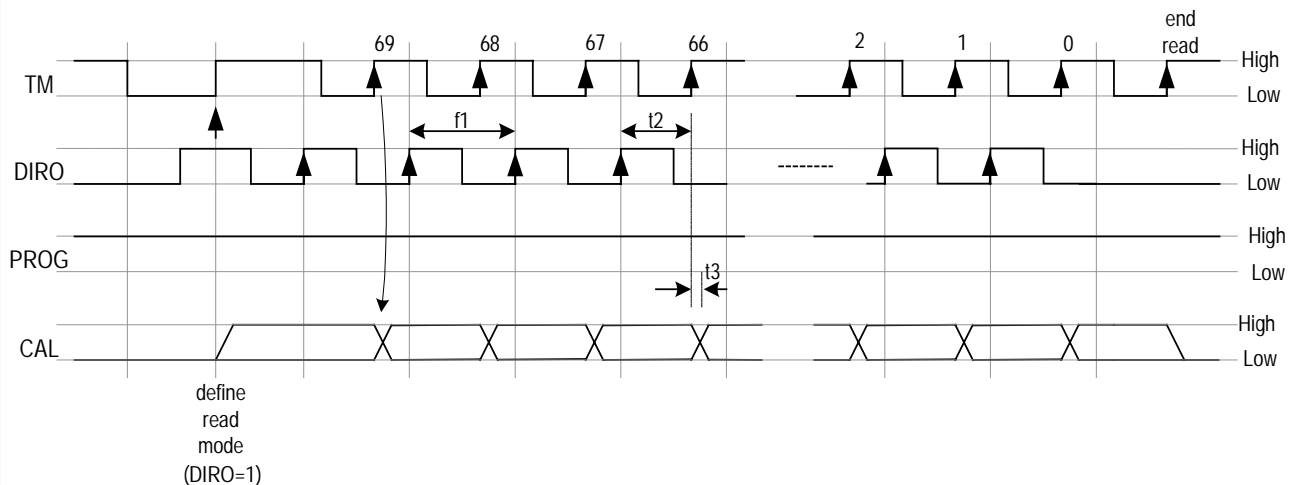 end
69 68 67 66 2 1 0 read
High
TM
Low
f1 t2
High
DIRO
Low
High
PROG
t3 Low
High
CAL
Low
define
read
mode
(DIRO=1)